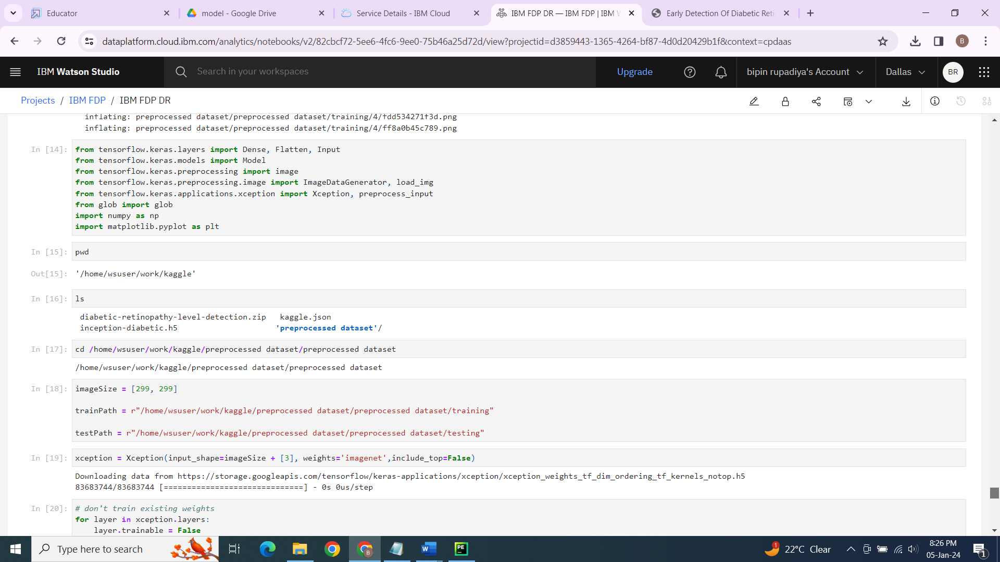 Educator
model - Google Drive
Service Details - IBM Cloud
IBM FDP DR — IBM FDP | IBM W
Early Detection Of Diabetic Reti
dataplatform.cloud.ibm.com/analytics/notebooks/v2/82cbcf72-5ee6-4fc6-9ee0-75b46a25d72d/view?projectid=d3859443-1365-4264-bf87-4d0d20429b1f&context=cpdaas
B
IBM Watson Studio
Search in your workspaces
Upgrade
bipin rupadiya's Account
Dallas
BR
Projects / IBM FDP / IBM FDP DR
inflating: preprocessed dataset/preprocessed dataset/training/4/fdd534271f3d.png
inflating: preprocessed dataset/preprocessed dataset/training/4/ff8a0b45c789.png
In [14]: from tensorflow.keras.layers import Dense, Flatten, Input
from tensorflow.keras.models import Model
from tensorflow.keras.preprocessing import image
from tensorflow.keras.preprocessing.image import ImageDataGenerator, load_img
from tensorflow.keras.applications.xception import Xception, preprocess_input
from glob import glob
import numpy as np
import matplotlib.pyplot as plt
In [15]: pwd
Out[15]: '/home/wsuser/work/kaggle'
In [16]: ls
diabetic-retinopathy-level-detection.zip kaggle.json
inception-diabetic.h5 'preprocessed dataset'/
In [17]: cd /home/wsuser/work/kaggle/preprocessed dataset/preprocessed dataset
/home/wsuser/work/kaggle/preprocessed dataset/preprocessed dataset
In [18]: imageSize = [299, 299]
trainPath = r"/home/wsuser/work/kaggle/preprocessed dataset/preprocessed dataset/training"
testPath = r"/home/wsuser/work/kaggle/preprocessed dataset/preprocessed dataset/testing"
In [19]: xception = Xception(input_shape=imageSize + [3], weights='imagenet',include_top=False)
Downloading data from https://storage.googleapis.com/tensorflow/keras-applications/xception/xception_weights_tf_dim_ordering_tf_kernels_notop.h5
83683744/83683744 [==============================] - 0s 0us/step
In [20]: # don't train existing weights
for layer in xception.layers:
layer.trainable = False
Type here to search
B
W
PE
1
22°C Clear
8:26 PM
05-Jan-24
1